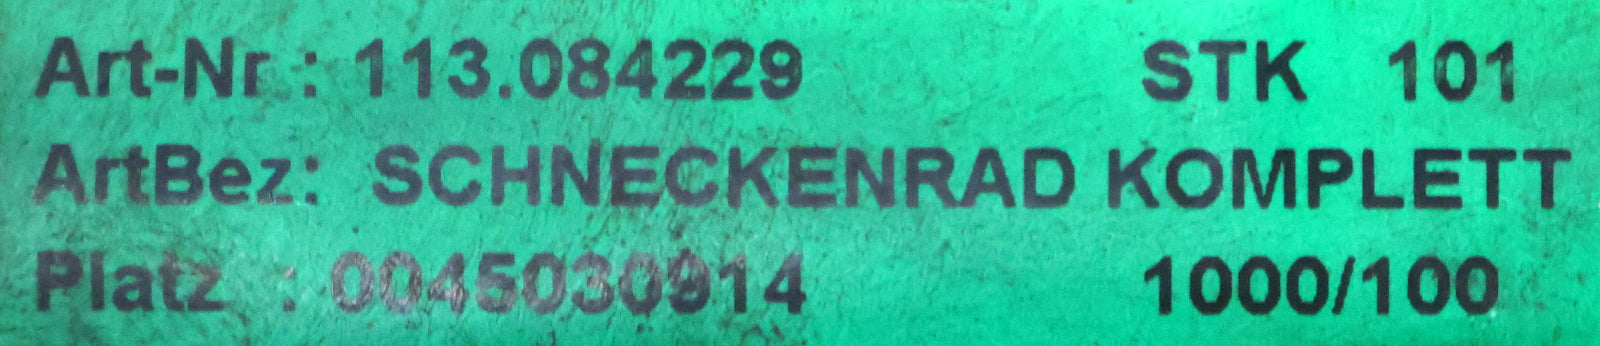 Art-Nr : 113.084229 STK 101
ArtBez: SCHNECKENRAD KOMPLETT
Platz : 0045030914 1000/100